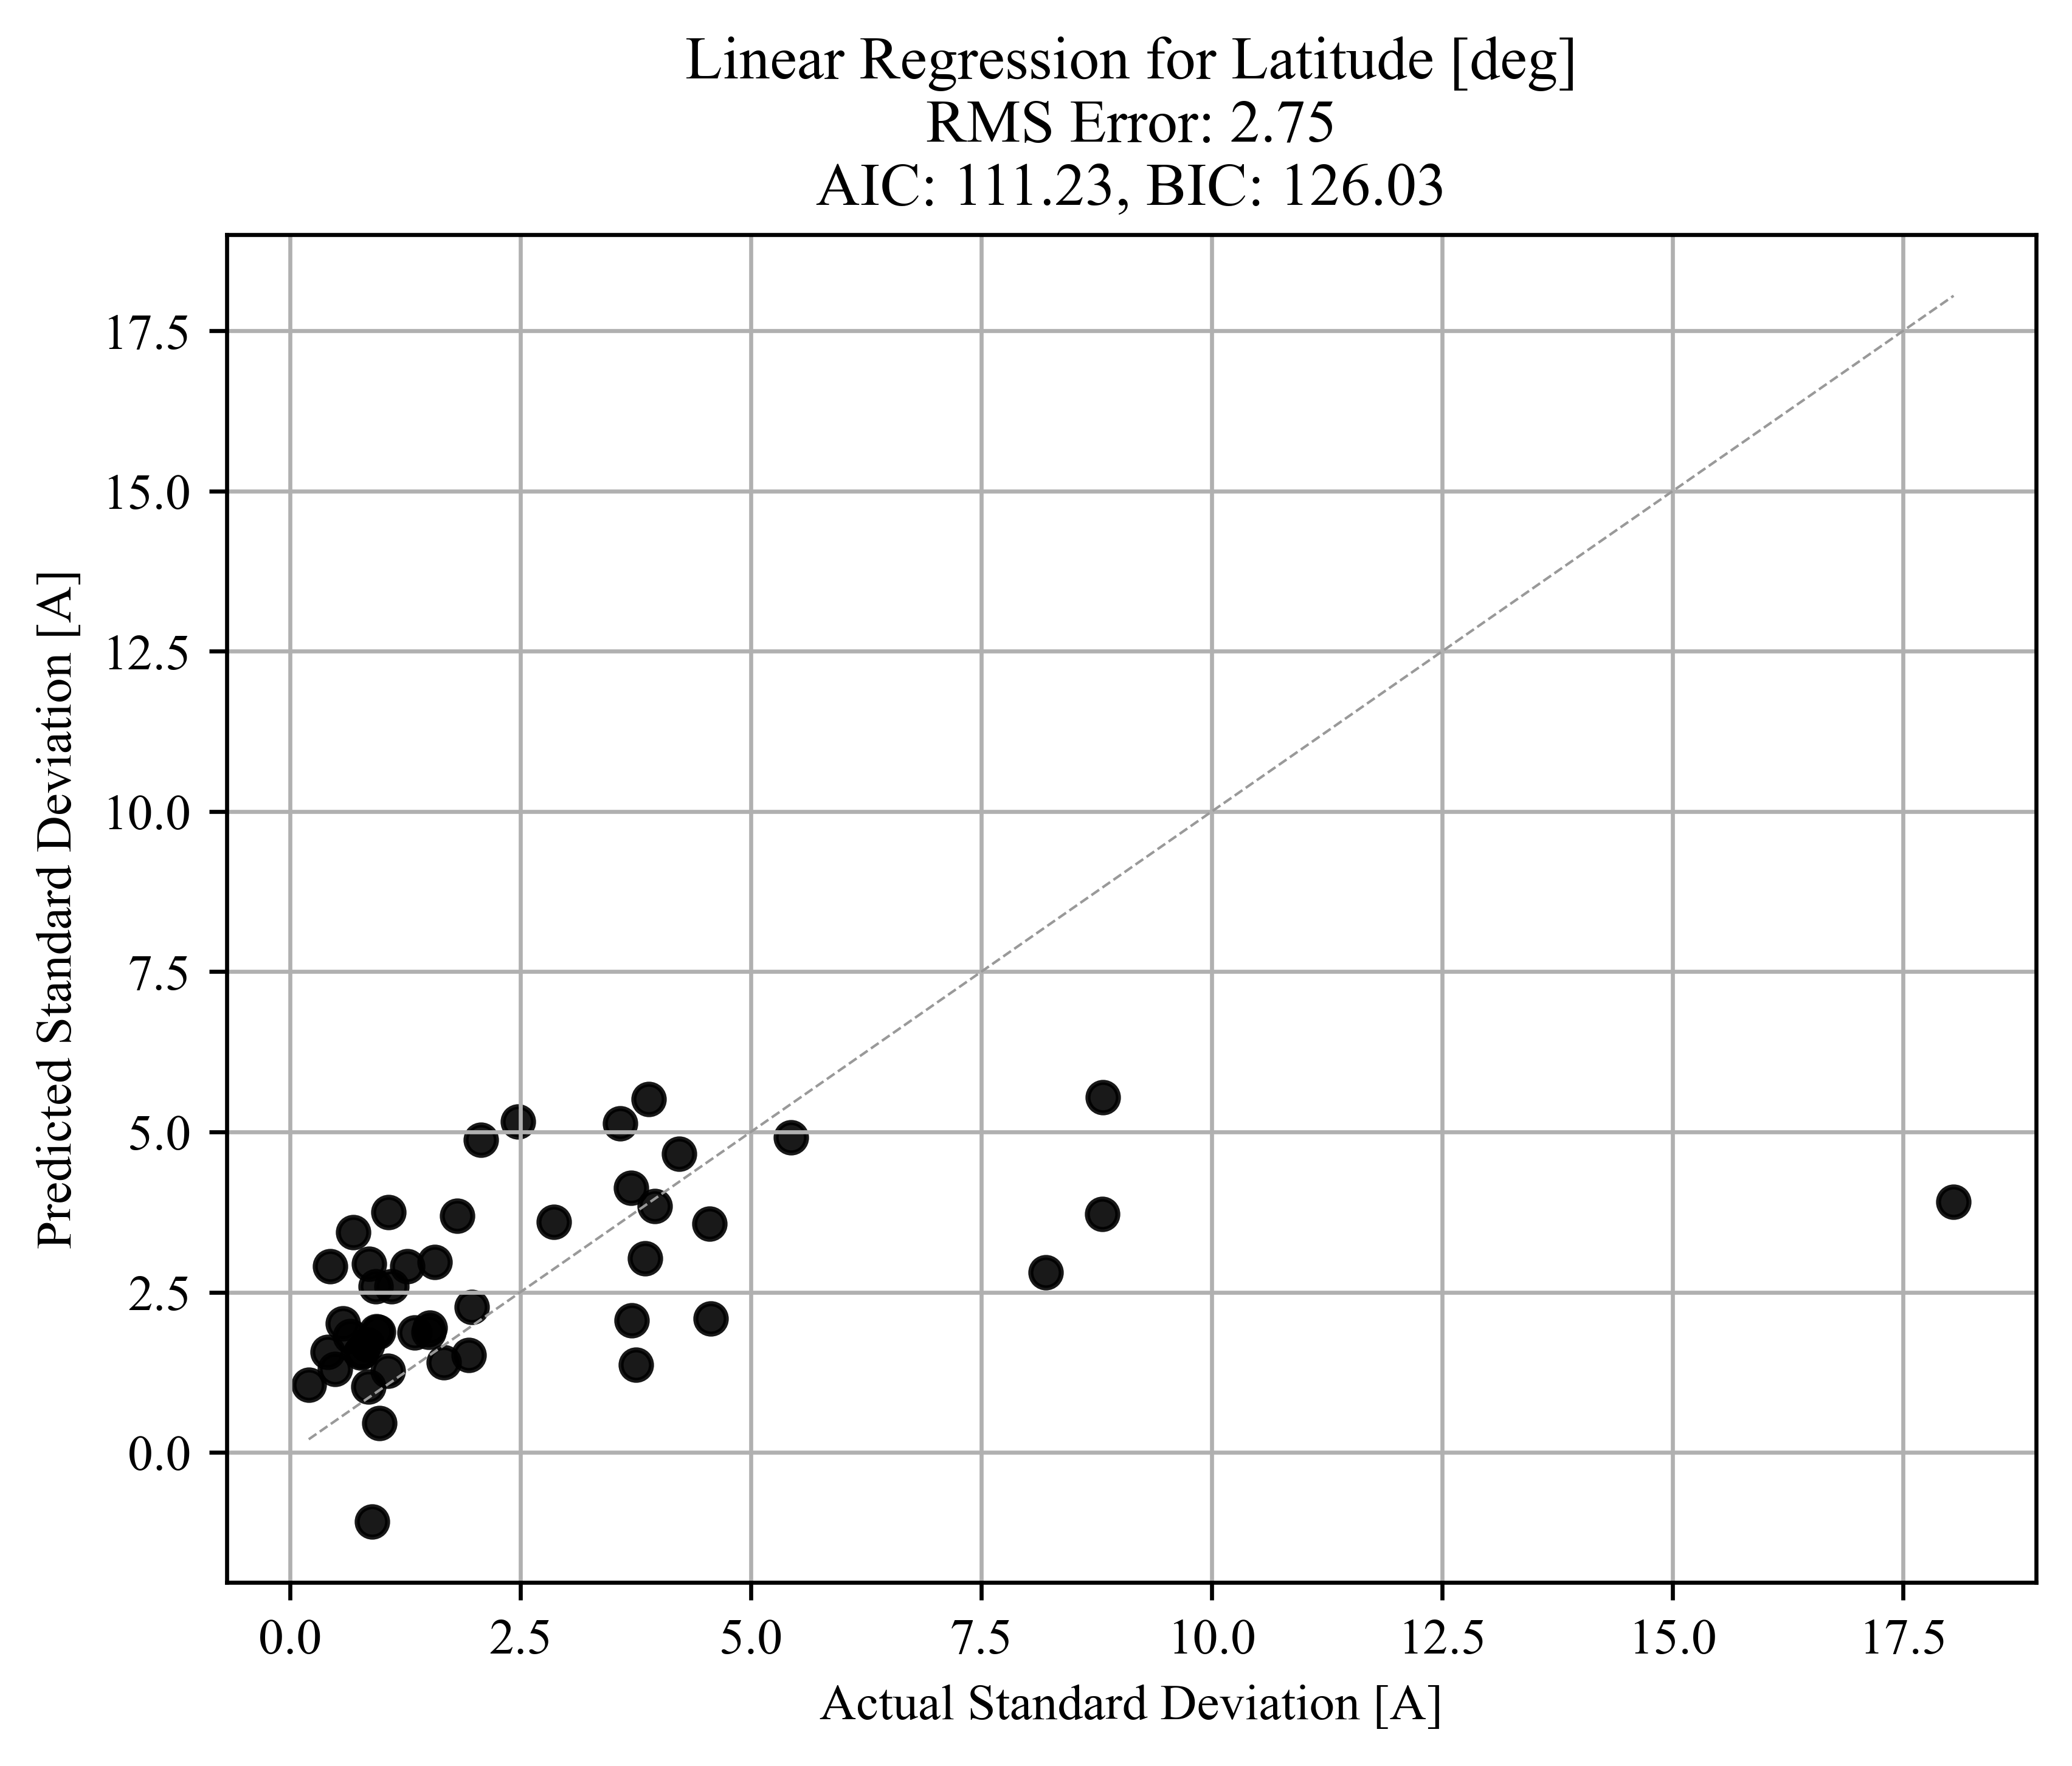 Linear Regression for Latitude [deg]
RMS Error: 2.75
AIC: 111.23, BIC: 126.03
17.5
15.0
12.5
10.0
7.5
5.0
2.5
0.0
Predicted Standard Deviation [A]
0.0 2.5 5.0 7.5 10.0 12.5 15.0 17.5
Actual Standard Deviation [A]